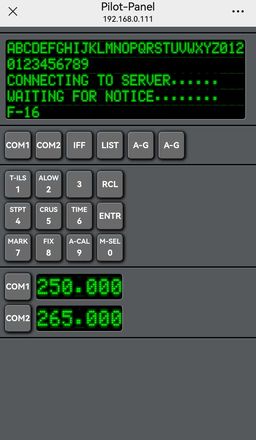 Pilot-Panel
192.168.0.111
ABCDEFGHIJKLMNOPQRSTUVWXYZ012
0123456789
CONNECTING TO SERVER......
WAITING FOR NOTICE........
F-16
COM1 COM2 IFF LIST A-G A-G
T-ILS ALOW
1 2 3 RCL
STPT CRUS TIME
4 5 6 ENTR
MARK FIX A-CAL M-SEL
7 8 9 0
COM1 250.000
COM2 265.000